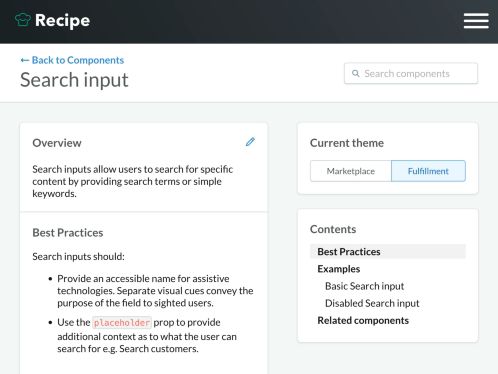 Recipe
← Back to Components
Search input
Search components
Overview
Search inputs allow users to search for specific
content by providing search terms or simple
keywords.
Best Practices
Search inputs should:
• Provide an accessible name for assistive
technologies. Separate visual cues convey the
purpose of the field to sighted users.
• Use the placeholder prop to provide
additional context as to what the user can
search for e.g. Search customers.
Current theme
Marketplace
Fulfillment
Contents
Best Practices
Examples
Basic Search input
Disabled Search input
Related components